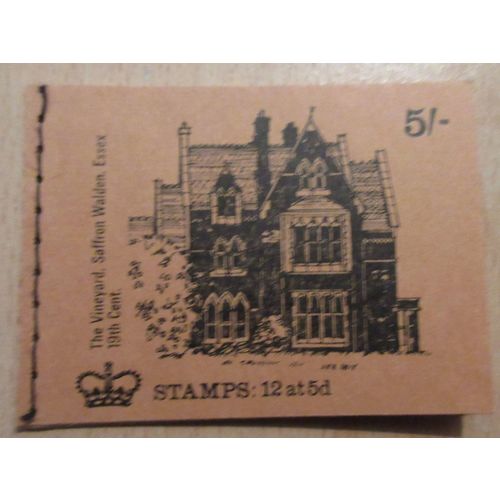 5/-
The Vineyard, Saffron Walden, Essex
19th Cent.
STAMPS: 12 at 5d